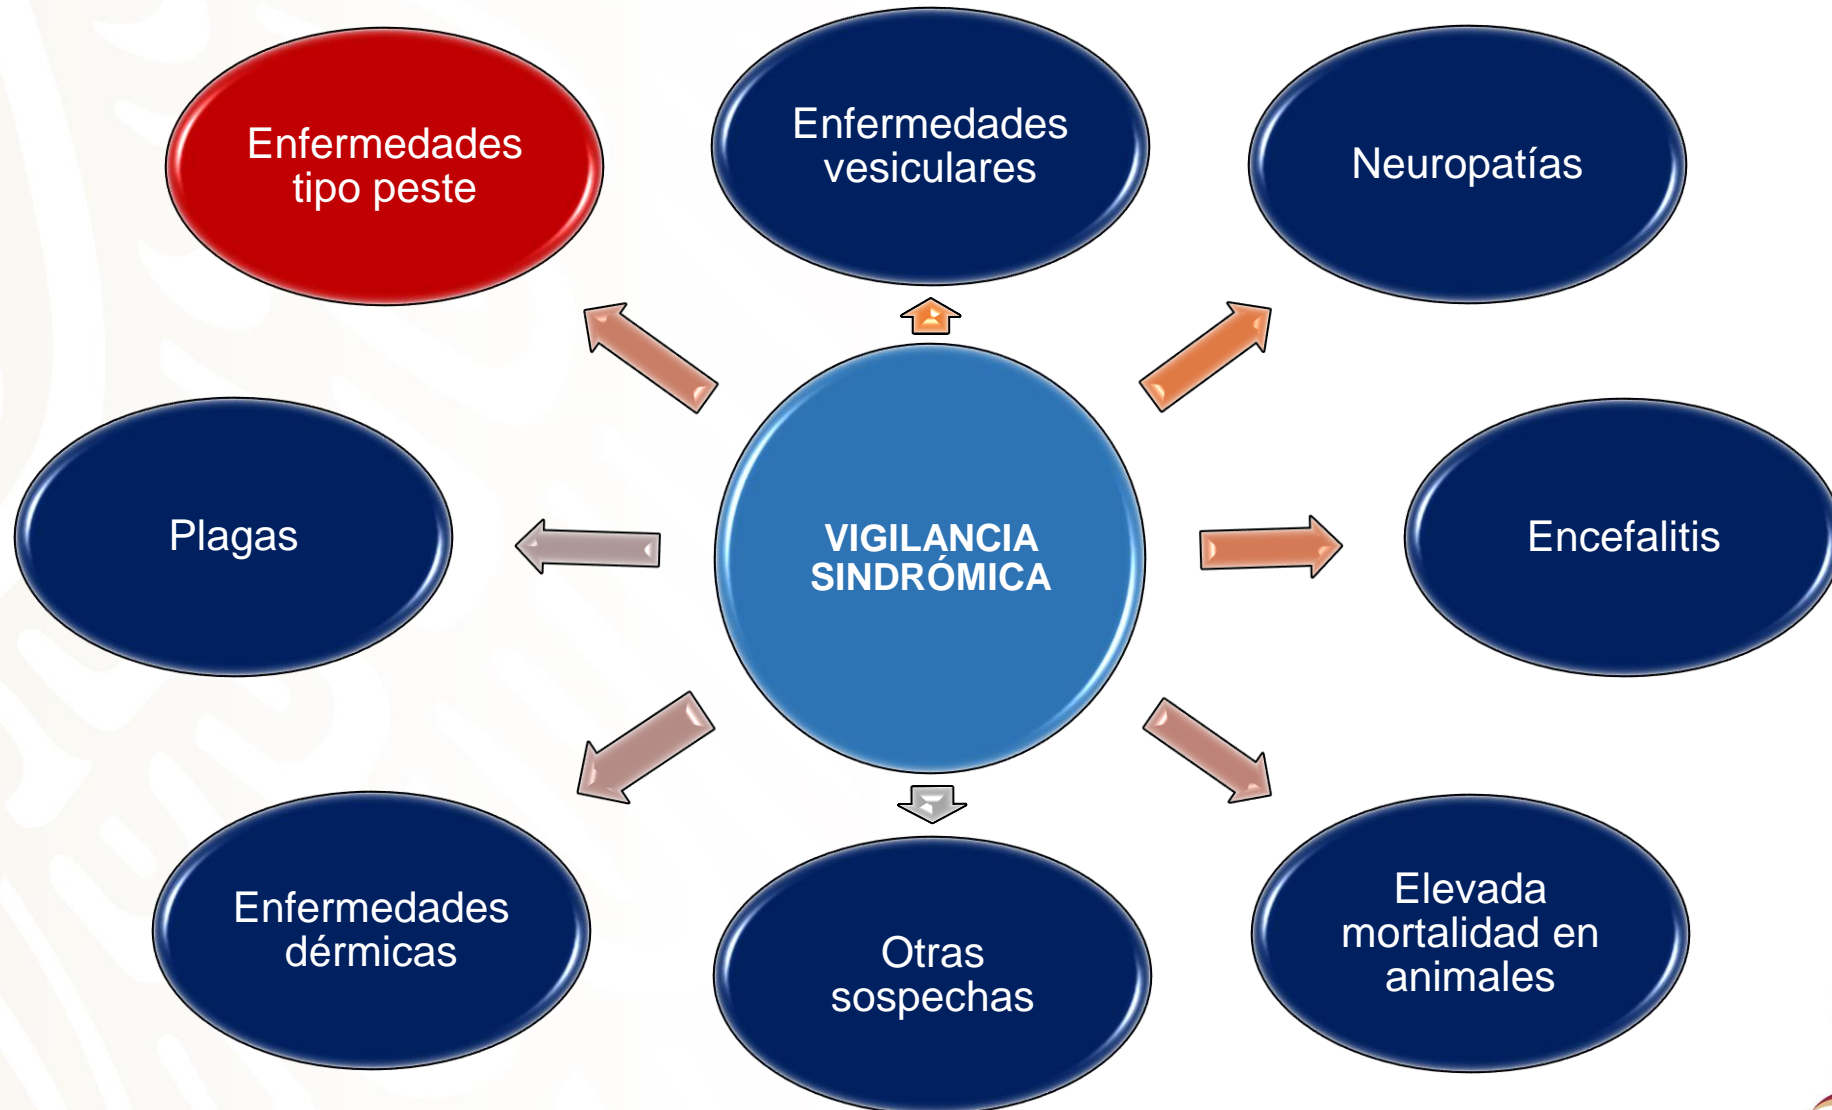 Enfermedades
tipo peste
Enfermedades
vesiculares
Neuropatías
Plagas
VIGILANCIA
SINDRÓMICA
Encefalitis
Enfermedades
dérmicas
Otras
sospechas
Elevada
mortalidad en
animales